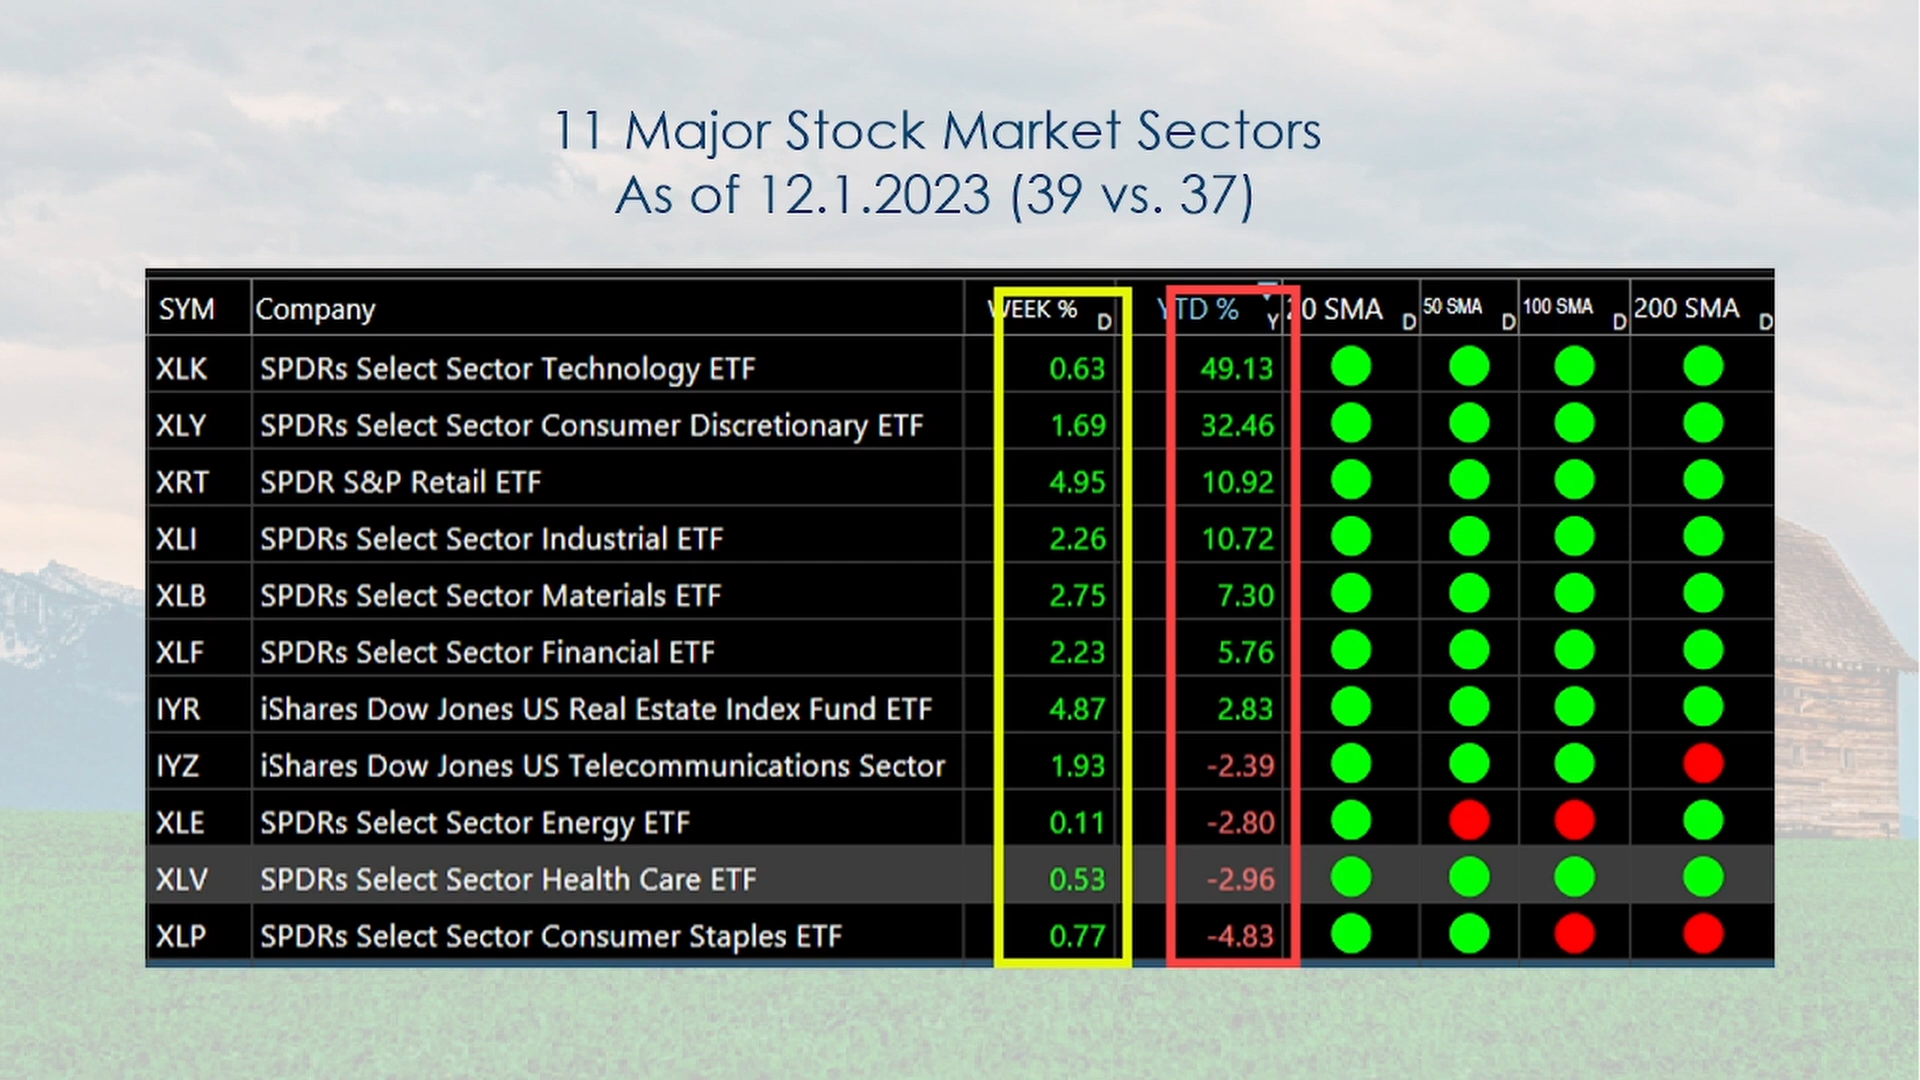 11 Major Stock Market Sectors
As of 12.1.2023 (39 vs. 37)
SYM Company WEEK % D YTD % Y 20 SMA D 50 SMA D 100 SMA D 200 SMA D
XLK SPDRs Select Sector Technology ETF 0.63 49.13
XLY SPDRs Select Sector Consumer Discretionary ETF 1.69 32.46
XRT SPDR S&P Retail ETF 4.95 10.92
XLI SPDRs Select Sector Industrial ETF 2.26 10.72
XLB SPDRs Select Sector Materials ETF 2.75 7.30
XLF SPDRs Select Sector Financial ETF 2.23 5.76
IYR iShares Dow Jones US Real Estate Index Fund ETF 4.87 2.83
IYZ iShares Dow Jones US Telecommunications Sector 1.93 -2.39
XLE SPDRs Select Sector Energy ETF 0.11 -2.80
XLV SPDRs Select Sector Health Care ETF 0.53 -2.96
XLP SPDRs Select Sector Consumer Staples ETF 0.77 -4.83